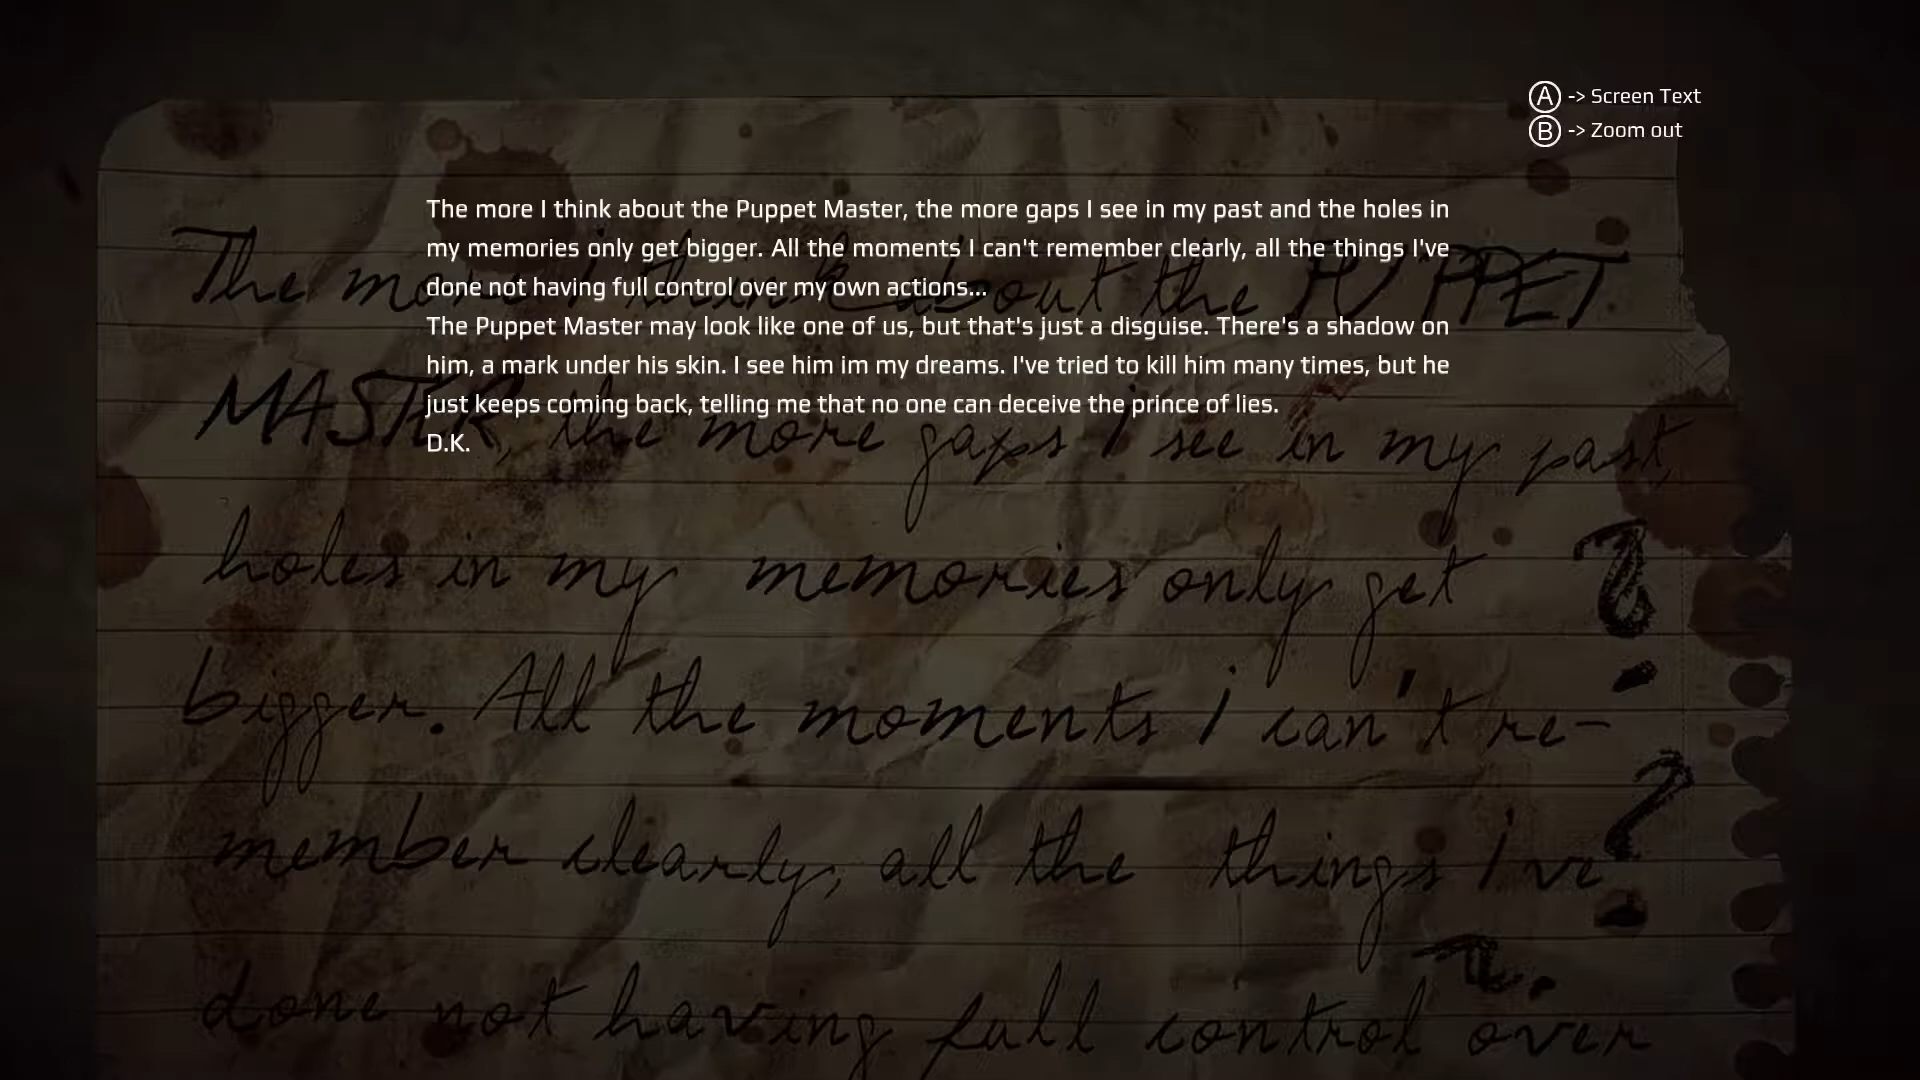 A -> Screen Text
B -> Zoom out
The more I think about the Puppet Master, the more gaps I see in my past and the holes in
my memories only get bigger. All the moments I can't remember clearly, all the things I've
done not having full control over my own actions...
The Puppet Master may look like one of us, but that's just a disguise. There's a shadow on
him, a mark under his skin. I see him im my dreams. I've tried to kill him many times, but he
just keeps coming back, telling me that no one can deceive the prince of lies.
D.K.
The more I think about the PUPPET
MASTER, the more gaps I see in my past,
holes in my memories only get ?
bigger. All the moments I can't re-
member clearly, all the things I've ?
done not having full control over